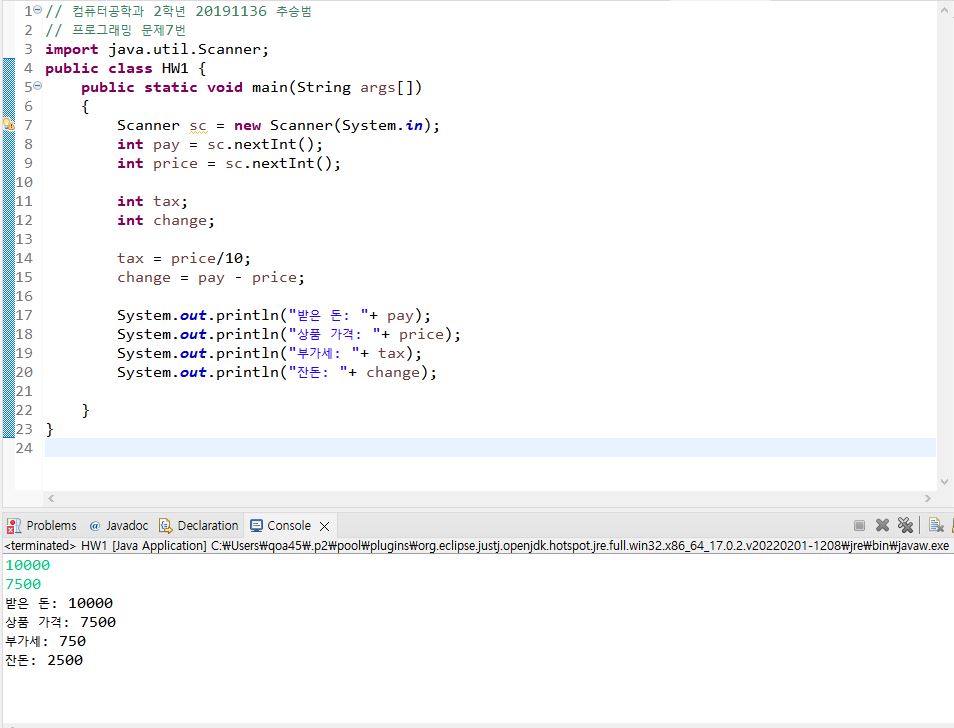 1 // 컴퓨터공학과 2학년 20191136 추승범
2 // 프로그래밍 문제7번
3 import java.util.Scanner;
4 public class HW1 {
5     public static void main(String args[])
6     {
7         Scanner sc = new Scanner(System.in);
8         int pay = sc.nextInt();
9         int price = sc.nextInt();
10
11         int tax;
12         int change;
13
14         tax = price/10;
15         change = pay - price;
16
17         System.out.println("받은 돈: "+ pay);
18         System.out.println("상품 가격: "+ price);
19         System.out.println("부가세: "+ tax);
20         System.out.println("잔돈: "+ change);
21
22     }
23 }
24
Problems @ Javadoc Declaration Console
<terminated> HW1 [Java Application] C:₩Users₩qoa45₩.p2₩pool₩plugins₩org.eclipse.justj.openjdk.hotspot.jre.full.win32.x86_64_17.0.2.v20220201-1208₩jre₩bin₩javaw.exe
10000
7500
받은 돈: 10000
상품 가격: 7500
부가세: 750
잔돈: 2500